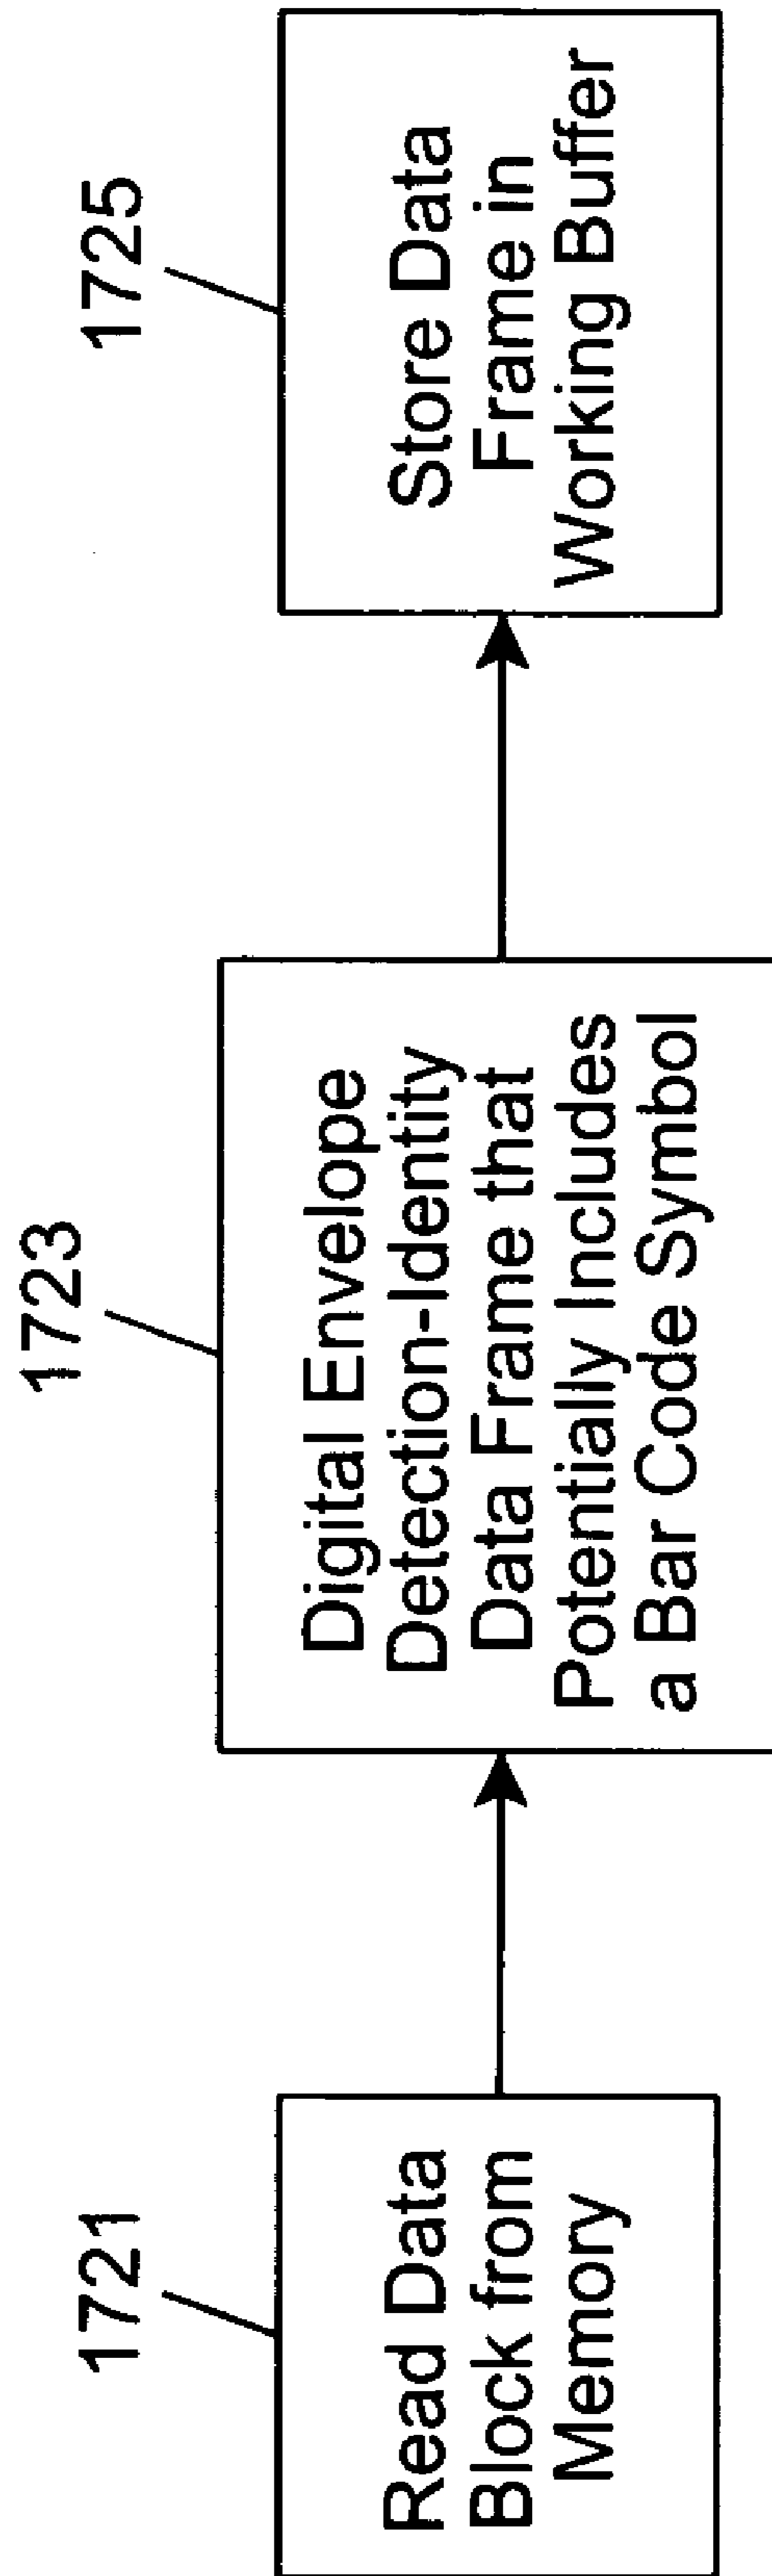 1721
Read Data
Block from
Memory
1723
Digital Envelope
Detection-Identity
Data Frame that
Potentially Includes
a Bar Code Symbol
1725
Store Data
Frame in
Working Buffer